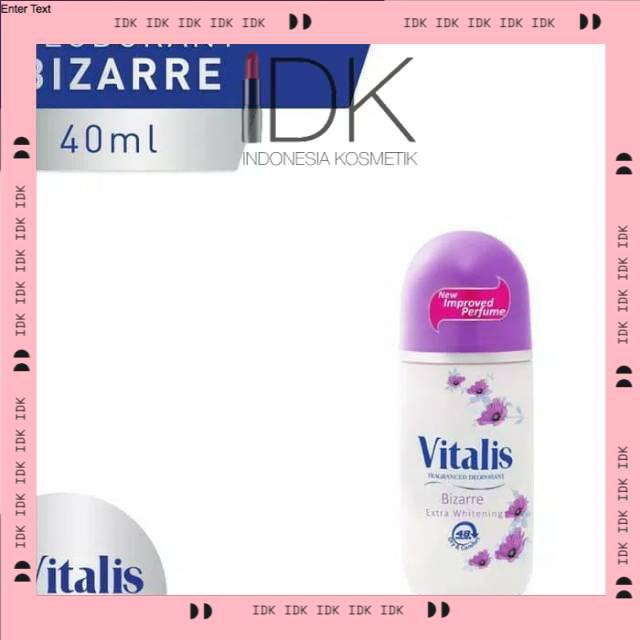 Enter Text
IDK IDK IDK IDK IDK
IDK IDK IDK IDK IDK
BIZARRE
40ml
IDK
INDONESIA KOSMETIK
New
Improved
Perfume
Vitalis
FRAGRANCED DEODORANT
Bizarre
Extra Whitening
48
Dry & Comfort
Vitalis
IDK IDK IDK IDK IDK
IDK IDK IDK IDK IDK
IDK IDK IDK IDK
IDK IDK IDK IDK
IDK IDK IDK IDK IDK